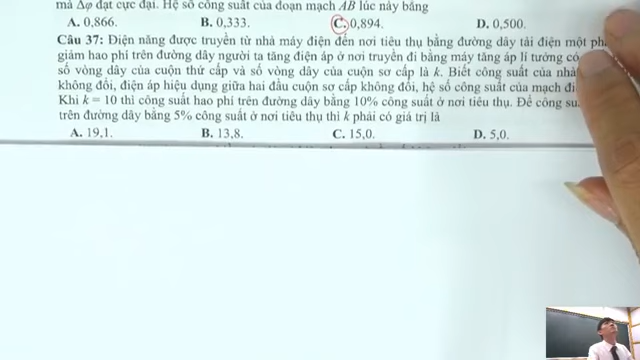 mà Δφ đạt cực đại. Hệ số công suất của đoạn mạch AB lúc này bằng
A. 0,866. B. 0,333. C. 0,894. D. 0,500.
Câu 37: Điện năng được truyền từ nhà máy điện đến nơi tiêu thụ bằng đường dây tải điện một
giảm hao phí trên đường dây người ta tăng điện áp ở nơi truyền đi bằng máy tăng áp lí tưởng có
số vòng dây của cuộn thứ cấp và số vòng dây của cuộn sơ cấp là k. Biết công suất của nhà
không đổi, điện áp hiệu dụng giữa hai đầu cuộn sơ cấp không đổi, hệ số công suất của mạch
Khi k = 10 thì công suất hao phí trên đường dây bằng 10% công suất ở nơi tiêu thụ. Để công
trên đường dây bằng 5% công suất ở nơi tiêu thụ thì k phải có giá trị là
A. 19,1. B. 13,8. C. 15,0. D. 5,0.